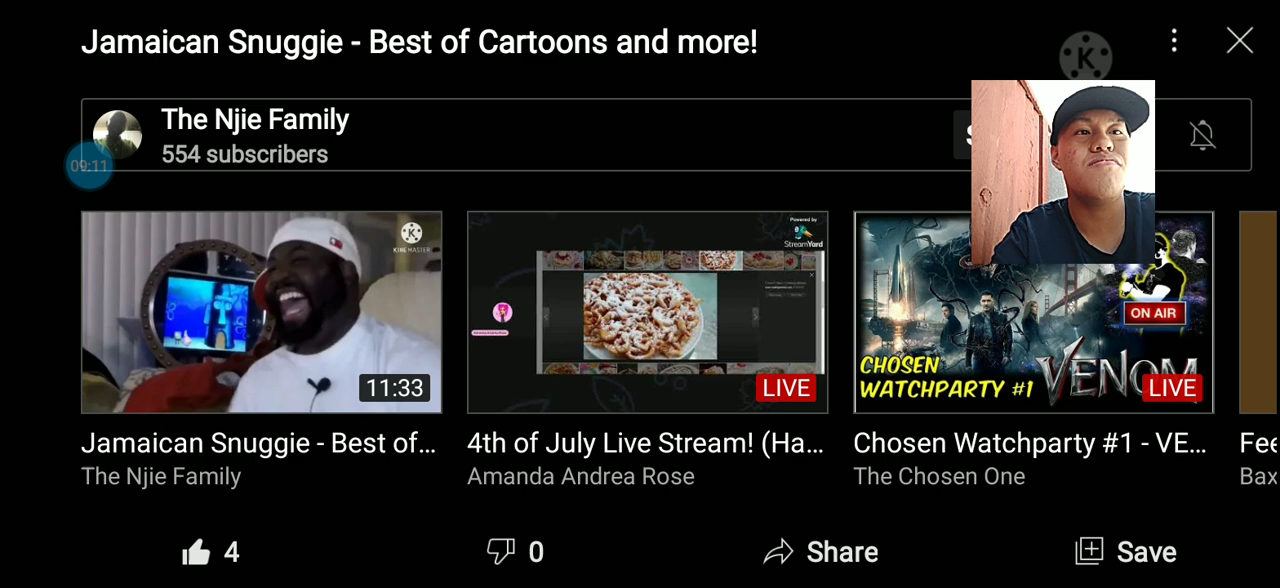 Jamaican Snuggie - Best of Cartoons and more!
K
The Njie Family
554 subscribers
09:11
KINEMASTER
11:33
Powered by
StreamYard
LIVE
ON AIR
CHOSEN
WATCHPARTY #1
VENOM
LIVE
Jamaican Snuggie - Best of...
The Njie Family
4th of July Live Stream! (Ha...
Amanda Andrea Rose
Chosen Watchparty #1 - VE...
The Chosen One
Fee
Bax
4
0
Share
Save